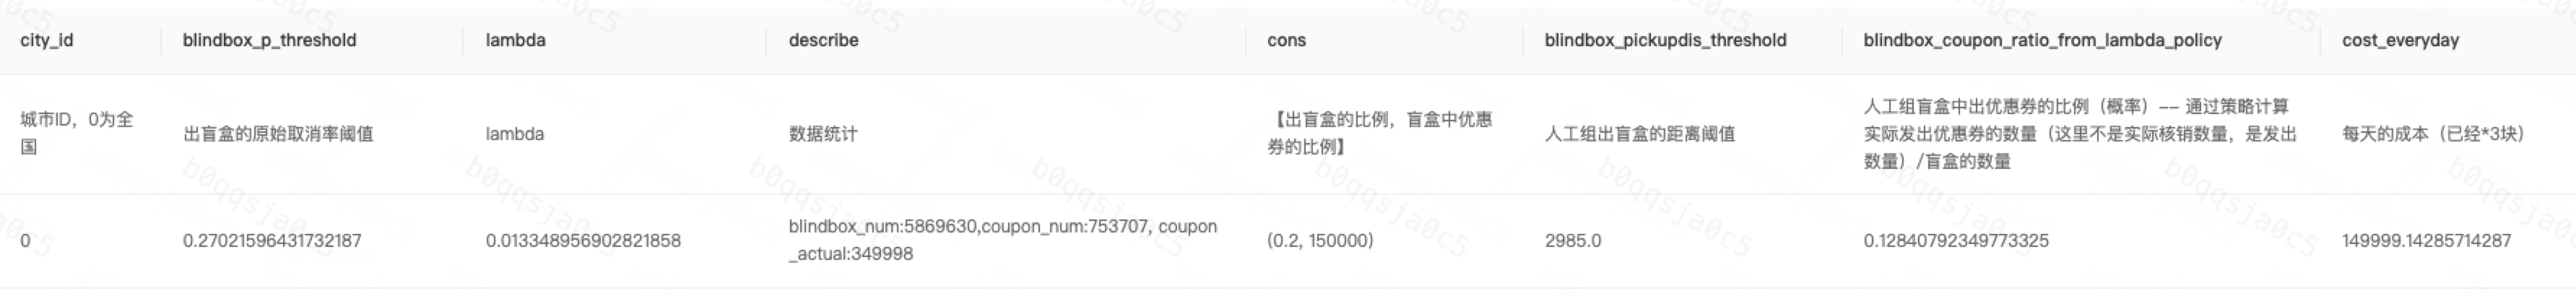 city_id
blindbox_p_threshold
lambda
describe
cons
blindbox_pickupdis_threshold
blindbox_coupon_ratio_from_lambda_policy
cost_everyday
城市ID，0为全
国
出盲盒的原始取消率阈值
lambda
数据统计
【出盲盒的比例，盲盒中优惠
券的比例】
人工组出盲盒的距离阈值
人工组盲盒中出优惠券的比例（概率）-- 通过策略计算
实际发出优惠券的数量（这里不是实际核销数量，是发出
数量）/盲盒的数量
每天的成本（已经*3块）
0
0.27021596431732187
0.013348956902821858
blindbox_num:5869630,coupon_num:753707, coupon
_actual:349998
(0.2, 150000)
2985.0
0.12840792349773325
149999.14285714287
b0qqsja0c5